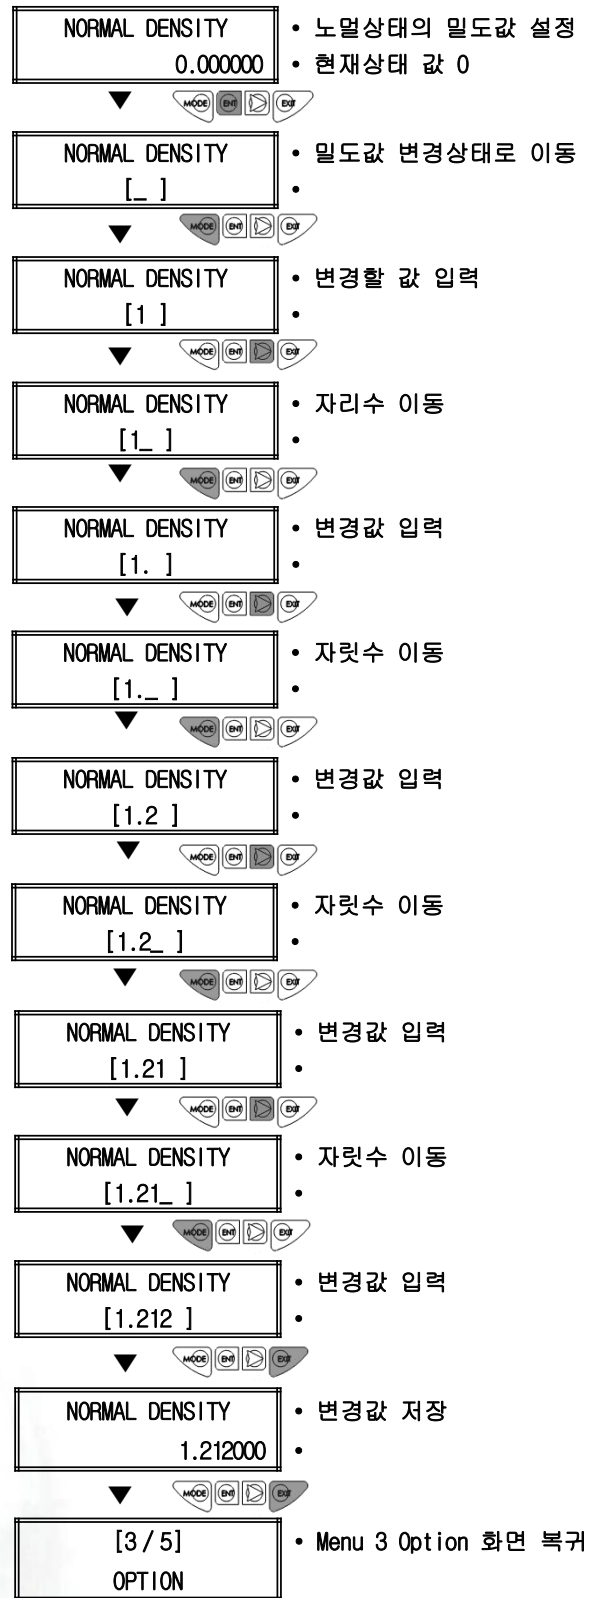 NORMAL DENSITY • 노멀상태의 밀도값 설정
0.000000 • 현재상태 값 0
▼ MODE ENT EXIT
NORMAL DENSITY • 밀도값 변경상태로 이동
[_ ] •
▼ MODE ENT EXIT
NORMAL DENSITY • 변경할 값 입력
[1 ] •
▼ MODE ENT EXIT
NORMAL DENSITY • 자리수 이동
[1_ ] •
▼ MODE ENT EXIT
NORMAL DENSITY • 변경값 입력
[1. ] •
▼ MODE ENT EXIT
NORMAL DENSITY • 자릿수 이동
[1._ ] •
▼ MODE ENT EXIT
NORMAL DENSITY • 변경값 입력
[1.2 ] •
▼ MODE ENT EXIT
NORMAL DENSITY • 자릿수 이동
[1.2_ ] •
▼ MODE ENT EXIT
NORMAL DENSITY • 변경값 입력
[1.21 ] •
▼ MODE ENT EXIT
NORMAL DENSITY • 자릿수 이동
[1.21_ ] •
▼ MODE ENT EXIT
NORMAL DENSITY • 변경값 입력
[1.212 ] •
▼ MODE ENT EXIT
NORMAL DENSITY • 변경값 저장
1.212000 •
▼ MODE ENT EXIT
[3/5] • Menu 3 Option 화면 복귀
OPTION